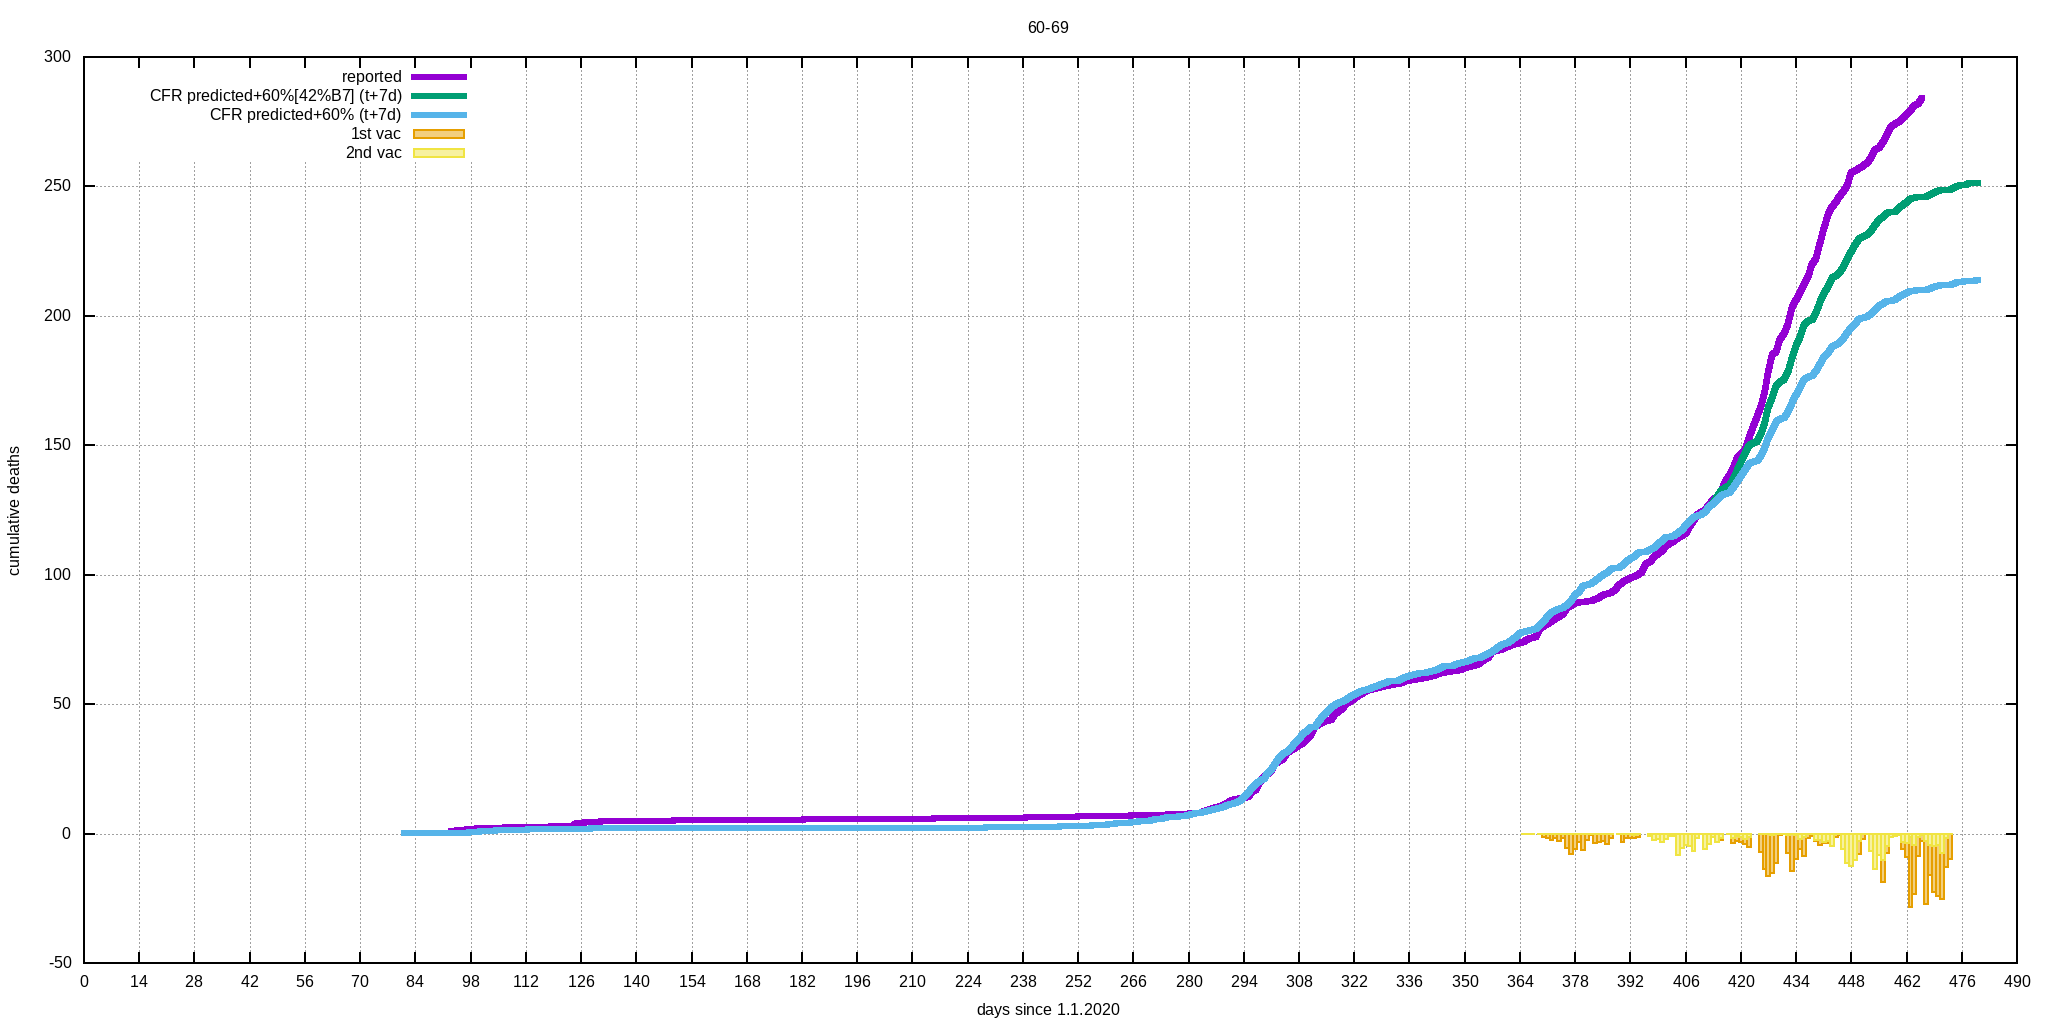 60-69
300
250
200
150
100
50
0
-50
reported
CFR predicted+60%[42%B7] (t+7d)
CFR predicted+60% (t+7d)
1st vac
2nd vac
cumulative deaths
0 14 28 42 56 70 84 98 112 126 140 154 168 182 196 210 224 238 252 266 280 294 308 322 336 350 364 378 392 406 420 434 448 462 476 490
days since 1.1.2020